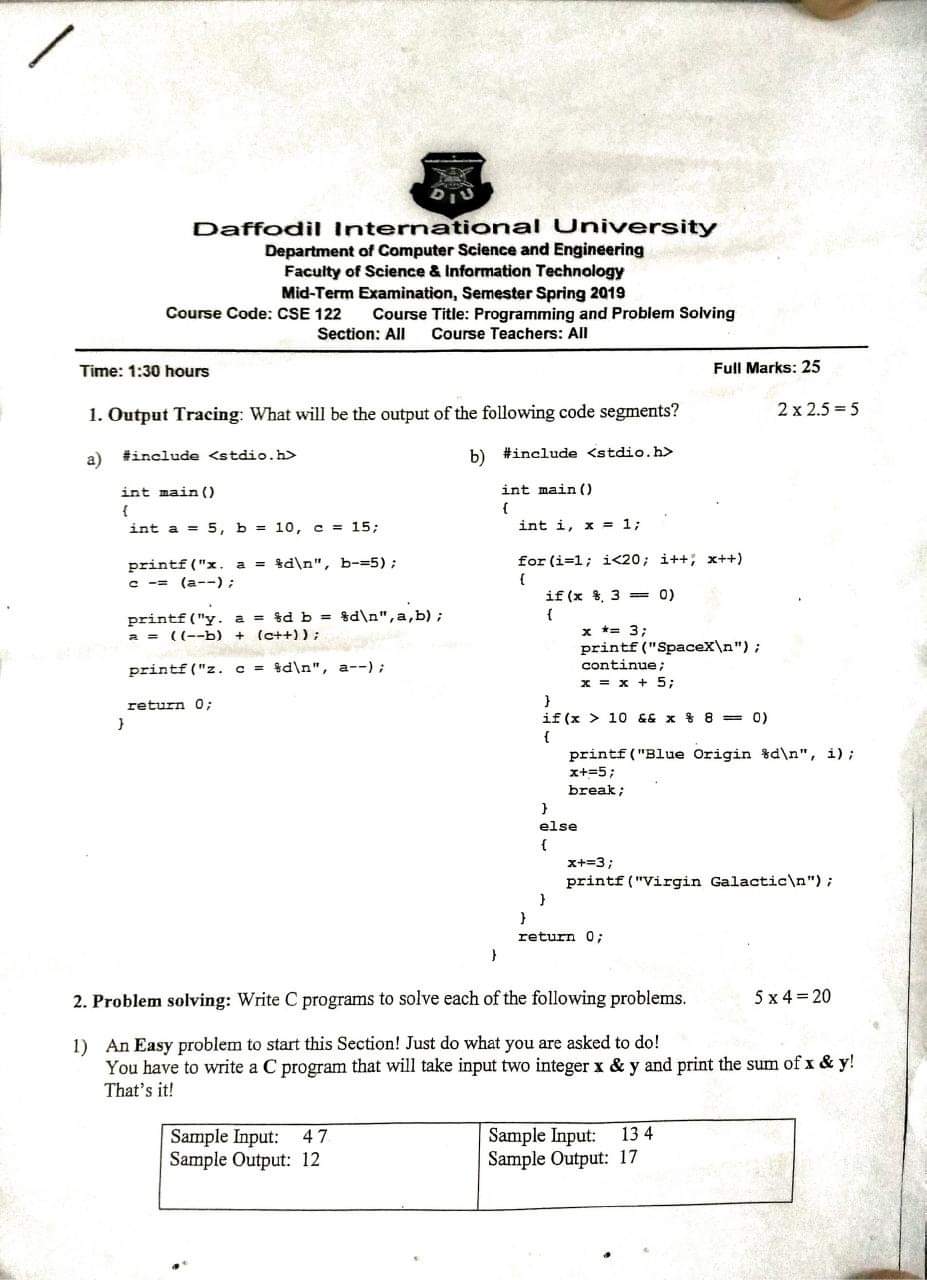 DIU
Daffodil International University
Department of Computer Science and Engineering
Faculty of Science & Information Technology
Mid-Term Examination, Semester Spring 2019
Course Code: CSE 122 Course Title: Programming and Problem Solving
Section: All Course Teachers: All
Time: 1:30 hours Full Marks: 25
1. Output Tracing: What will be the output of the following code segments? 2 x 2.5 = 5
a) #include <stdio.h>
int main()
{
int a = 5, b = 10, c = 15;
printf("x. a = %d\n", b-=5);
c -= (a--);
printf("y. a = %d b = %d\n",a,b);
a = ((--b) + (c++));
printf("z. c = %d\n", a--);
return 0;
}
b) #include <stdio.h>
int main()
{
int i, x = 1;
for(i=1; i<20; i++; x++)
{
if(x % 3 == 0)
{
x *= 3;
printf("SpaceX\n");
continue;
x = x + 5;
}
if(x > 10 && x % 8 == 0)
{
printf("Blue Origin %d\n", i);
x+=5;
break;
}
else
{
x+=3;
printf("Virgin Galactic\n");
}
}
return 0;
}
2. Problem solving: Write C programs to solve each of the following problems. 5 x 4 = 20
1) An Easy problem to start this Section! Just do what you are asked to do!
You have to write a C program that will take input two integer x & y and print the sum of x & y!
That's it!
Sample Input: 4 7
Sample Output: 12
Sample Input: 13 4
Sample Output: 17